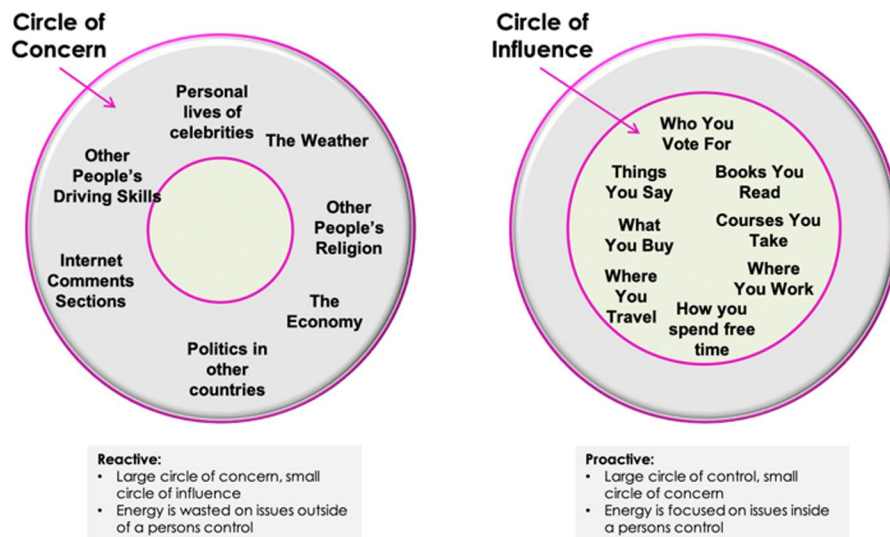 Circle of
Concern
Personal
lives of
celebrities
The Weather
Other
People's
Driving Skills
Other
People's
Religion
Internet
Comments
Sections
The
Economy
Politics in
other
countries
Reactive:
• Large circle of concern, small
circle of influence
• Energy is wasted on issues outside
of a persons control
Circle of
Influence
Who You
Vote For
Things
You Say
Books You
Read
What
You Buy
Courses You
Take
Where
You
Travel
Where
You Work
How you
spend free
time
Proactive:
• Large circle of control, small
circle of concern
• Energy is focused on issues inside
a persons control